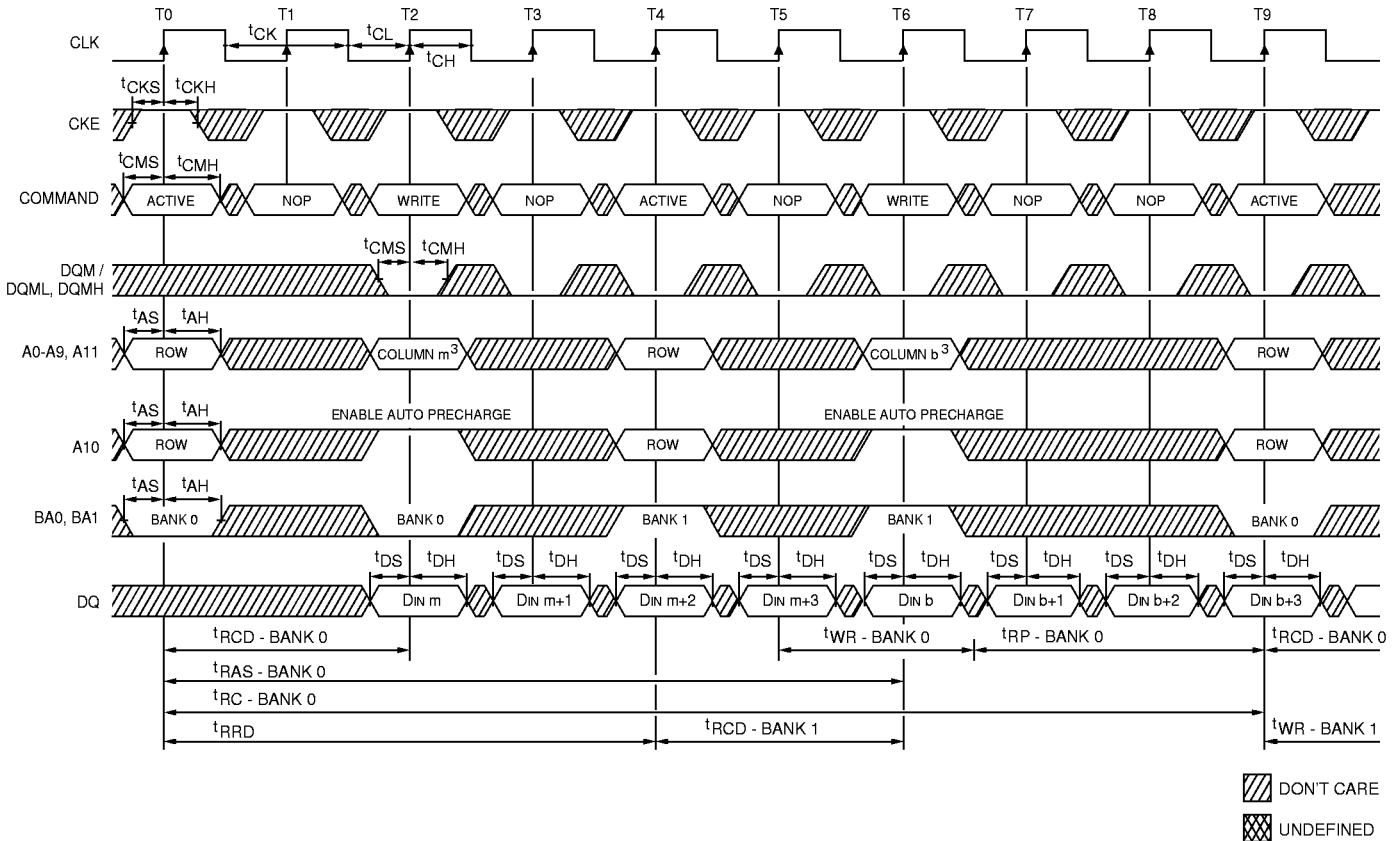 T0 T1 T2 T3 T4 T5 T6 T7 T8 T9
CLK tCK tCL tCH
tCKS tCKH
CKE
tCMS tCMH
COMMAND ACTIVE NOP WRITE NOP ACTIVE NOP WRITE NOP NOP ACTIVE
tCMS tCMH
DQM /
DQML, DQMH
tAS tAH
A0-A9, A11 ROW COLUMN m3 ROW COLUMN b3 ROW
tAS tAH ENABLE AUTO PRECHARGE ENABLE AUTO PRECHARGE
A10 ROW ROW ROW
tAS tAH
BA0, BA1 BANK 0 BANK 0 BANK 1 BANK 1 BANK 0
tDS tDH tDS tDH tDS tDH tDS tDH tDS tDH tDS tDH tDS tDH tDS tDH
DQ DIN m DIN m+1 DIN m+2 DIN m+3 DIN b DIN b+1 DIN b+2 DIN b+3
tRCD - BANK 0 tWR - BANK 0 tRP - BANK 0 tRCD - BANK 0
tRAS - BANK 0
tRC - BANK 0
tRRD tRCD - BANK 1 tWR - BANK 1
DON'T CARE
UNDEFINED